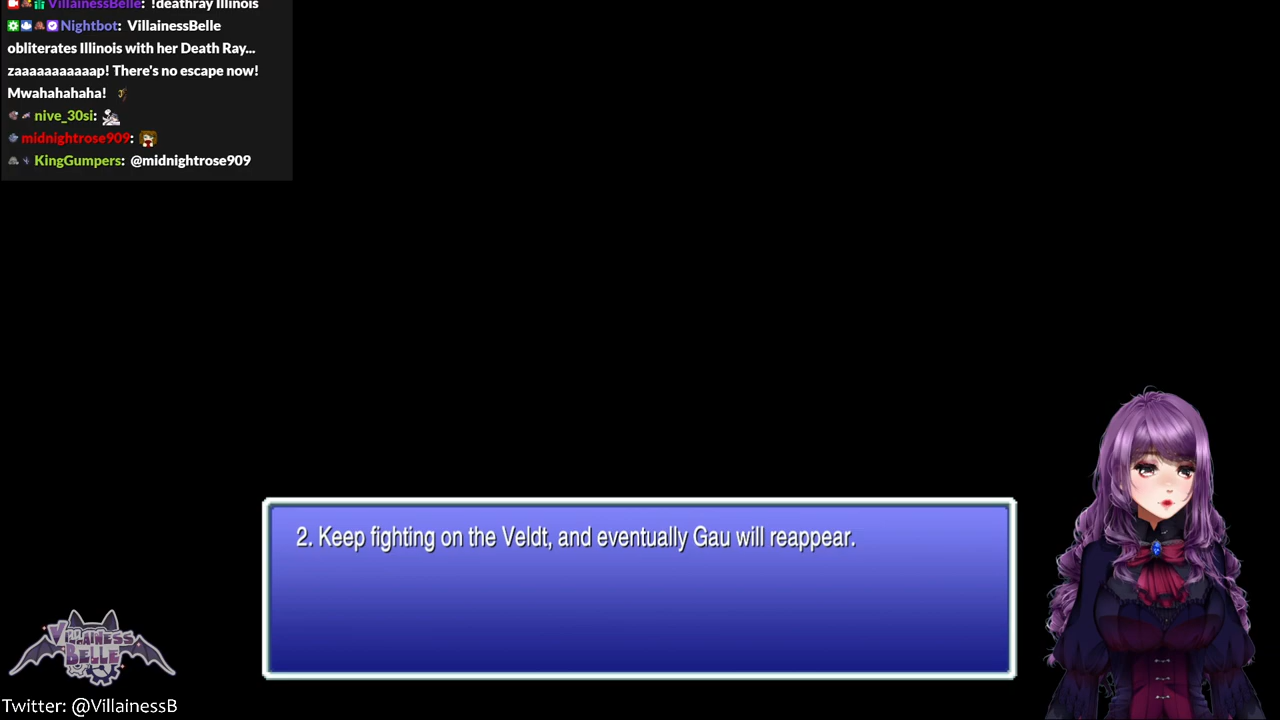 VillainessBelle: !deathray Illinois
Nightbot: VillainessBelle
obliterates Illinois with her Death Ray...
zaaaaaaaaaaap! There's no escape now!
Mwahahahaha!
nive_30si:
midnightrose909:
KingGumpers: @midnightrose909
2. Keep fighting on the Veldt, and eventually Gau will reappear.
VILLAINESS
BELLE
Twitter: @VillainessB